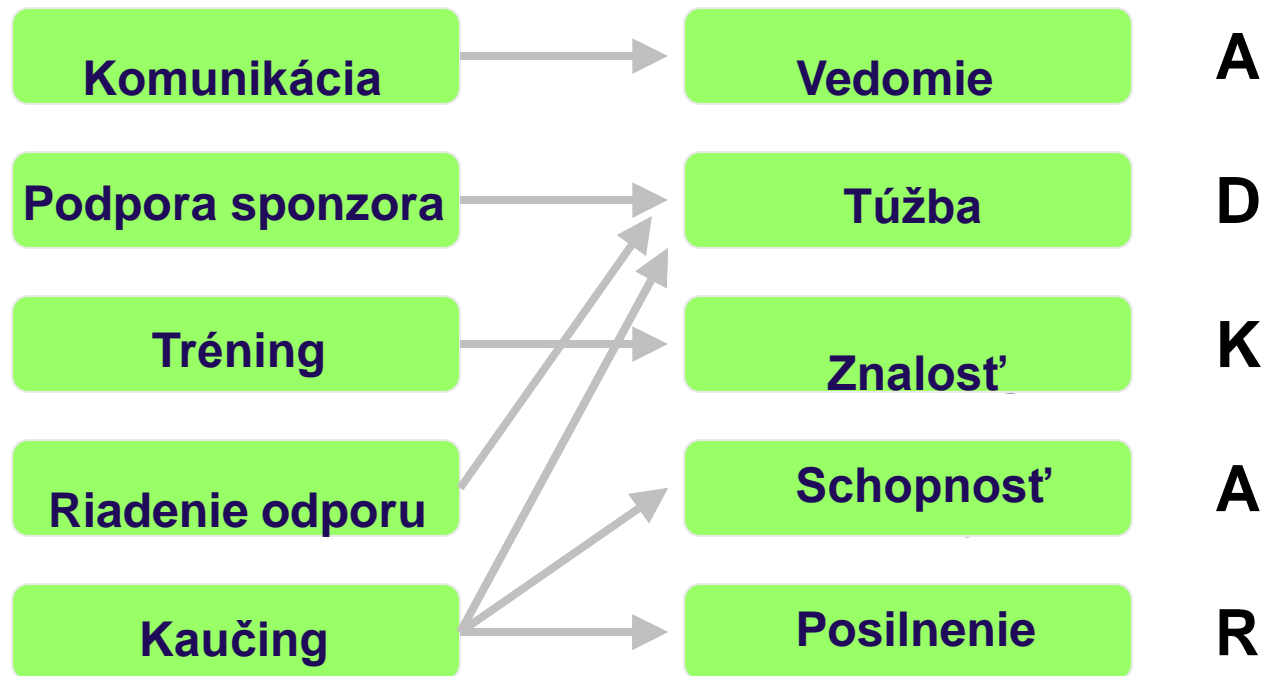 Komunikácia
Vedomie
A
Podpora sponzora
Túžba
D
Tréning
Znalosť
K
Riadenie odporu
Schopnosť
A
Kaučing
Posilnenie
R